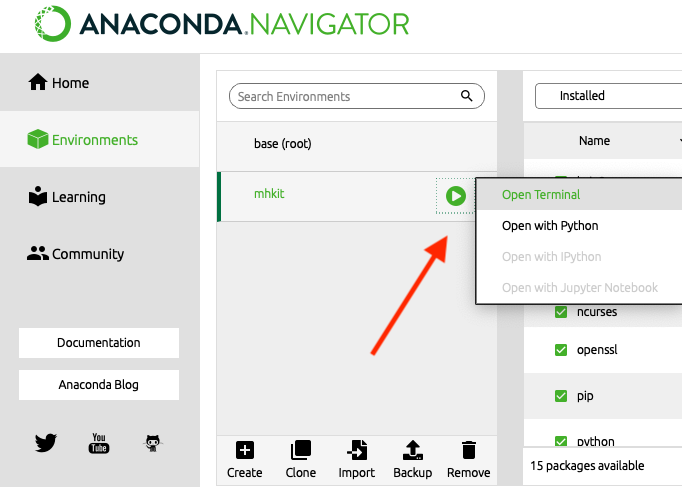 ANACONDA.NAVIGATOR
Home
Environments
Learning
Community
Documentation
Anaconda Blog
You
Tube
Search Environments
base (root)
mhkit
Create
Clone
Import
Backup
Remove
Installed
Name
Open Terminal
Open with Python
Open with IPython
Open with Jupyter Notebook
ncurses
openssl
pip
python
15 packages available